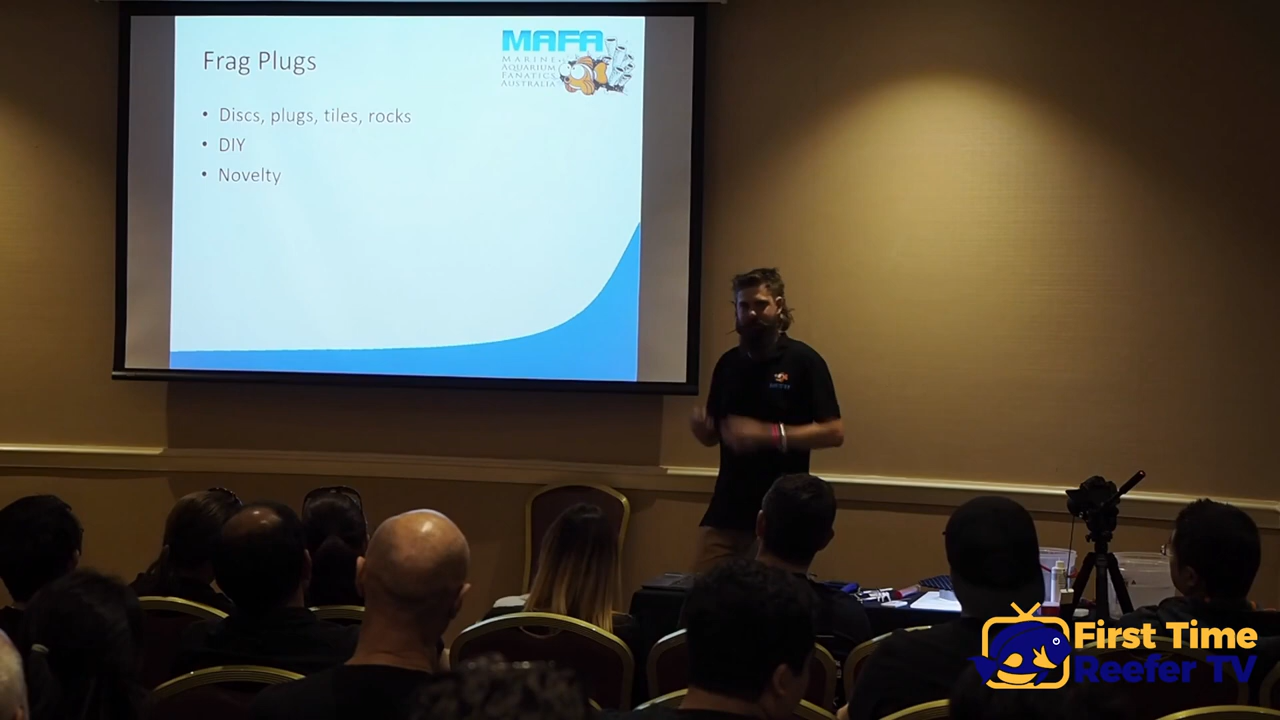 Frag Plugs
MAFA
MARINE
AQUARIUM
FANATICS
AUSTRALIA
• Discs, plugs, tiles, rocks
• DIY
• Novelty
First Time
Reefer TV